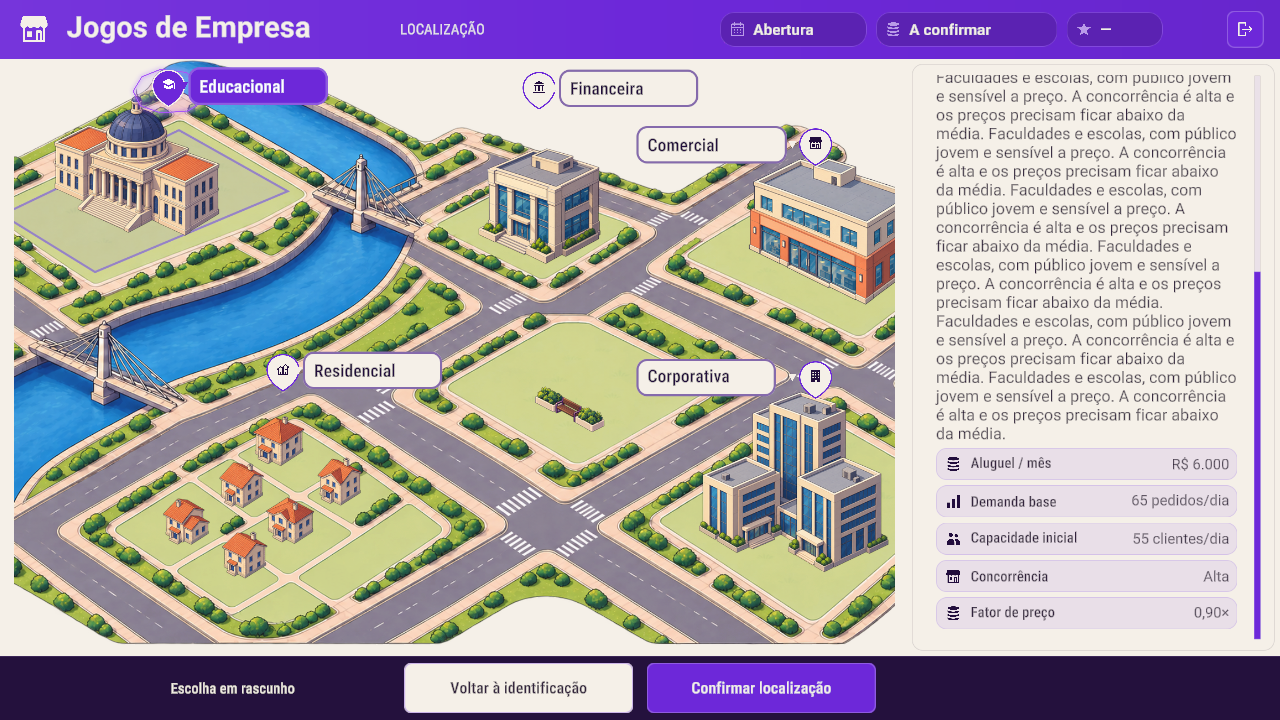 Jogos de Empresa
LOCALIZAÇÃO
Abertura
A confirmar
–
Educacional
Financeira
Comercial
Residencial
Corporativa
Faculdades e escolas, com público jovem
e sensível a preço. A concorrência é alta e
os preços precisam ficar abaixo da
média. Faculdades e escolas, com público
jovem e sensível a preço. A concorrência
é alta e os preços precisam ficar abaixo
da média. Faculdades e escolas, com
público jovem e sensível a preço. A
concorrência é alta e os preços precisam
ficar abaixo da média. Faculdades e
escolas, com público jovem e sensível a
preço. A concorrência é alta e os preços
precisam ficar abaixo da média.
Faculdades e escolas, com público jovem
e sensível a preço. A concorrência é alta
e os preços precisam ficar abaixo da
média. Faculdades e escolas, com público
jovem e sensível a preço. A concorrência
é alta e os preços precisam ficar abaixo
da média.
Aluguel / mês R$ 6.000
Demanda base 65 pedidos/dia
Capacidade inicial 55 clientes/dia
Concorrência Alta
Fator de preço 0,90×
Escolha em rascunho
Voltar à identificação
Confirmar localização